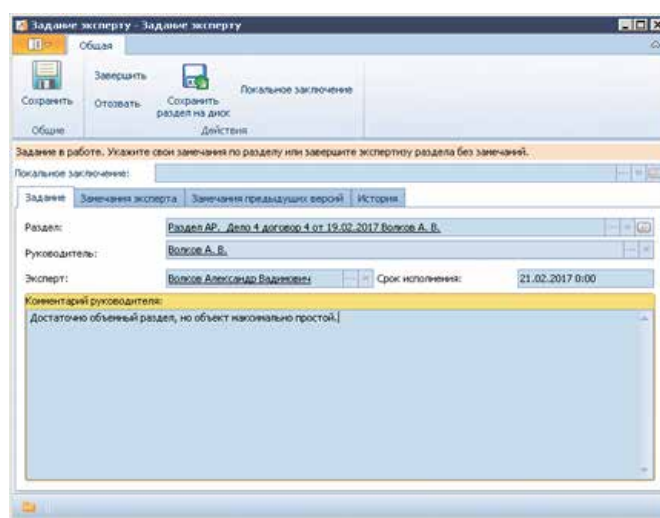 Задание эксперту - Задание эксперту
Общая
Сохранить
Завершить
Отозвать
Сохранить
раздел на диск
Локальное заключение
Общие
Действия
Задание в работе. Укажите свои замечания по разделу или завершите экспертизу раздела без замечаний.
Локальное заключение:
Задание Замечания эксперта Замечания предыдущих версий История
Раздел: Раздел АР, Дело 4 договор 4 от 19.02.2017 Волков А. В.
Руководитель: Волков А. В.
Эксперт: Волков Александр Вадимович Срок исполнения: 21.02.2017 0:00
Комментарий руководителя:
Достаточно объемный раздел, но объект максимально простой.